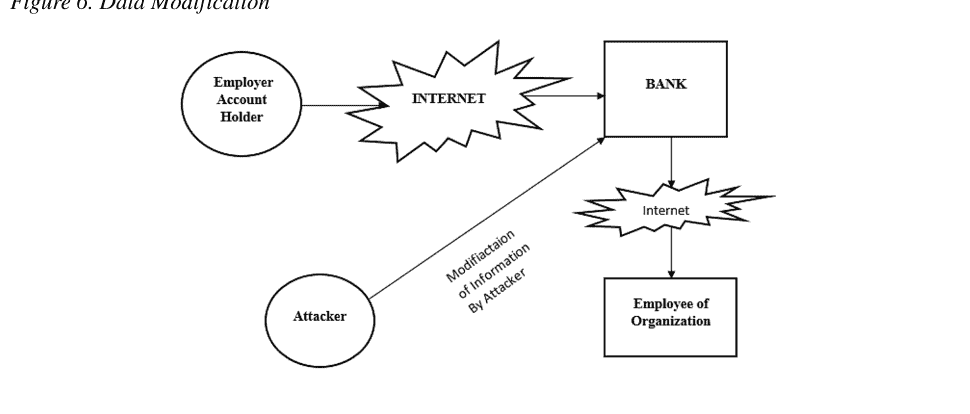 Figure 6. Data Modification
Employer
Account
Holder
INTERNET
BANK
Internet
Modifiactaion
of Information
By Attacker
Attacker
Employee of
Organization